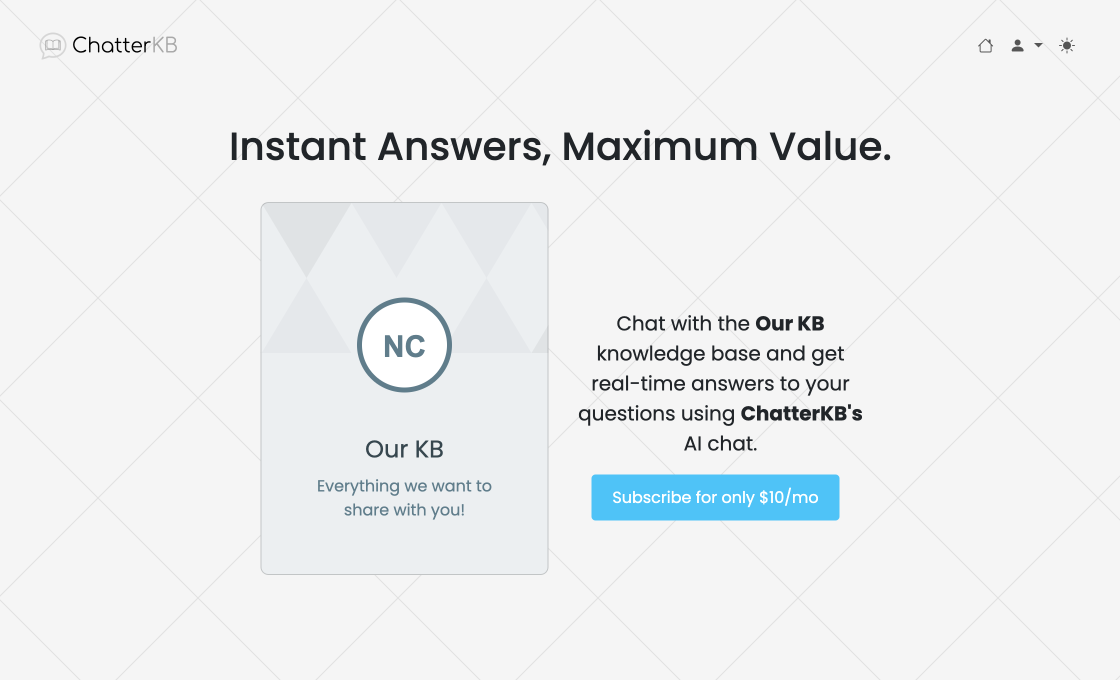 ChatterKB
Instant Answers, Maximum Value.
NC
Our KB
Everything we want to
share with you!
Chat with the Our KB
knowledge base and get
real-time answers to your
questions using ChatterKB's
AI chat.
Subscribe for only $10/mo